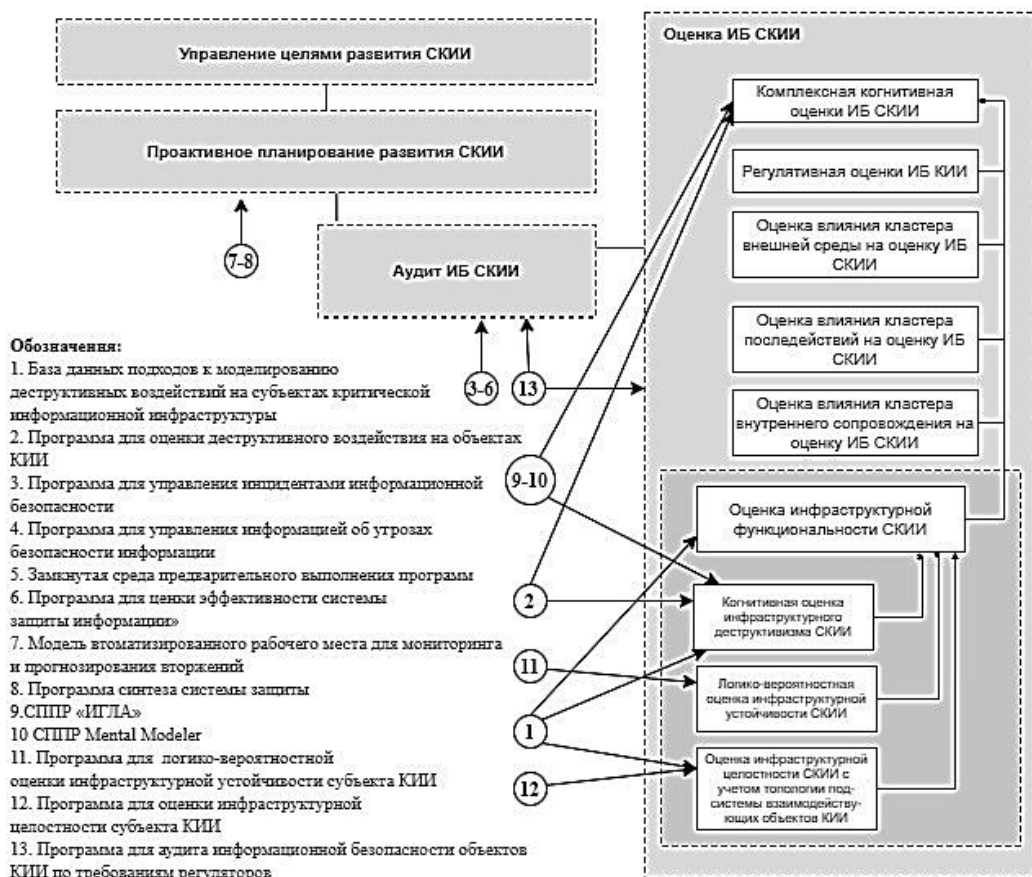 Управление целями развития СКИИ
Проактивное планирование развития СКИИ
7-8
Аудит ИБ СКИИ
3-6
13
Оценка ИБ СКИИ
Комплексная когнитивная
оценки ИБ СКИИ
Регулятивная оценки ИБ КИИ
Оценка влияния кластера
внешней среды на оценку ИБ
СКИИ
Оценка влияния кластера
последействий на оценку ИБ
СКИИ
Оценка влияния кластера
внутреннего сопровождения на
оценку ИБ СКИИ
Оценка инфраструктурной
функциональности СКИИ
Когнитивная оценка
инфраструктурного
деструктивизма СКИИ
Логико-вероятностная
оценка инфраструктурной
устойчивости СКИИ
Оценка инфраструктурной
целостности СКИИ с
учетом топологии под-
системы взаимодейству-
ющих объектов КИИ
9-10
2
11
1
12
Обозначения:
1. База данных подходов к моделированию
деструктивных воздействий на субъектах критической
информационной инфраструктуры
2. Программа для оценки деструктивного воздействия на объектах
КИИ
3. Программа для управления инцидентами информационной
безопасности
4. Программа для управления информацией об угрозах
безопасности информации
5. Замкнутая среда предварительного выполнения программ
6. Программа для ценки эффективности системы
защиты информации»
7. Модель втоматизированного рабочего места для мониторинга
и прогнозирования вторжений
8. Программа синтеза системы защиты
9.СППР «ИГЛА»
10 СППР Mental Modeler
11. Программа для логико-вероятностной
оценки инфраструктурной устойчивости субъекта КИИ
12. Программа для оценки инфраструктурной
целостности субъекта КИИ
13. Программа для аудита информационной безопасности объектов
КИИ по требованиям регуляторов